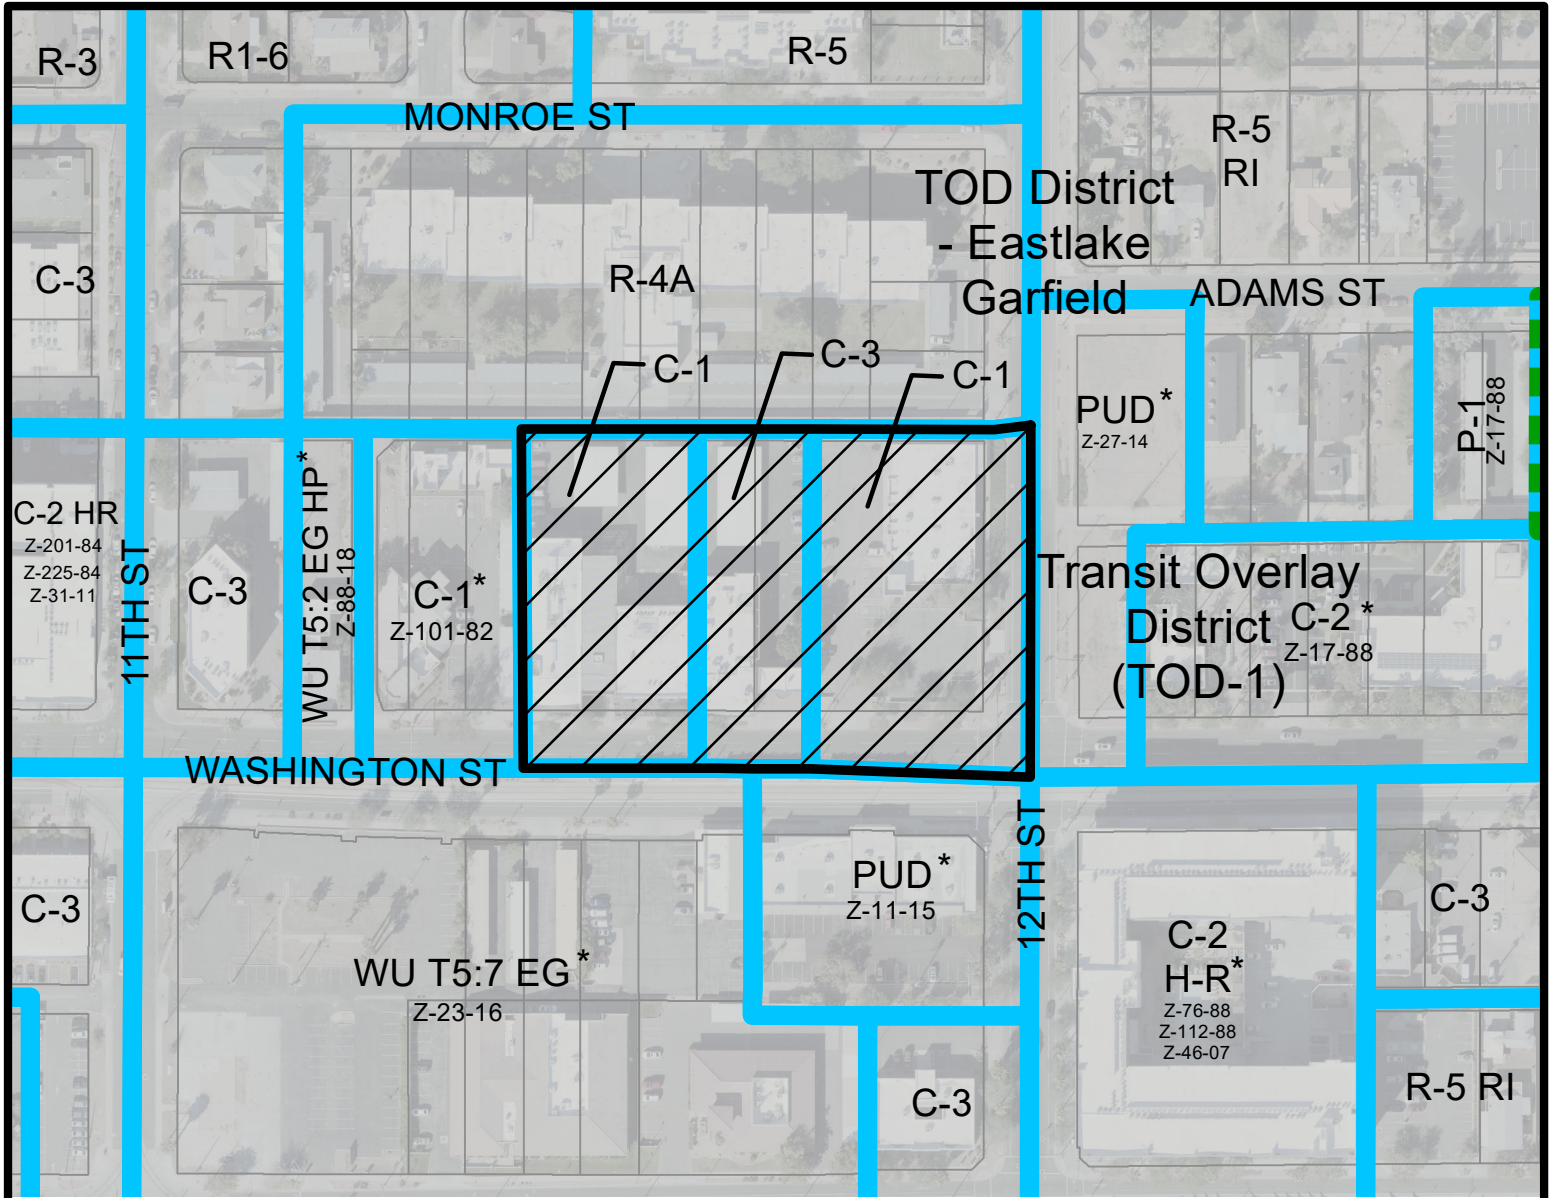 R-3
R1-6
R-5
MONROE ST
R-5
RI
TOD District
- Eastlake
Garfield
C-3
R-4A
ADAMS ST
C-1
C-3
C-1
PUD*
Z-27-14
P-1
Z-17-88
C-2 HR
Z-201-84
Z-225-84
Z-31-11
11TH ST
C-3
WU T5:2 EG HP*
Z-88-18
C-1*
Z-101-82
Transit Overlay
District
(TOD-1)
C-2 *
Z-17-88
WASHINGTON ST
12TH ST
C-3
PUD*
Z-11-15
C-3
WU T5:7 EG*
Z-23-16
C-2
H-R*
Z-76-88
Z-112-88
Z-46-07
C-3
R-5 RI